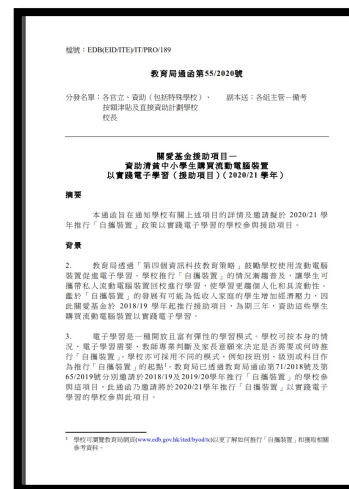 檔號：EDB(EID/ITE)/IT/PRO/189
教育局通函第55/2020號
分發名單：各官立、資助（包括特殊學校）、 副本送：各組主管－備考
按額津貼及直接資助計劃學校
校長
關愛基金援助項目—
資助清貧中小學生購買流動電腦裝置
以實踐電子學習（援助項目）（2020/21 學年）
摘要
本通函旨在通知學校有關上述項目的詳情及邀請擬於 2020/21 學
年推行「自攜裝置」政策以實踐電子學習的學校參與援助項目。
背景
2. 教育局透過「第四個資訊科技教育策略」鼓勵學校使用流動電腦
裝置促進電子學習。學校推行「自攜裝置」的情況漸趨普及，讓學生可
攜帶私人流動電腦裝置回校進行學習，使學習更趨個人化和具流動性。
鑑於「自攜裝置」的發展有可能為低收入家庭的學生增加經濟壓力，因
此關愛基金於 2018/19 學年起推行援助項目，為期三年，資助這些學生
購買流動電腦裝置以實踐電子學習。
3. 電子學習是一種開放且富有彈性的學習模式。學校可按本身的情
況、電子學習需要、教師專業判斷及家長意願來決定是否需要或何時推
行「自攜裝置」。學校亦可採用不同的模式，例如按班別、級別或科目作
為推行「自攜裝置」的起點¹。教育局已透過教育局通函第71/2018號及第
65/2019號分別邀請於2018/19及2019/20學年推行「自攜裝置」的學校參
與這項目。此通函乃邀請將於2020/21學年推行「自攜裝置」以實踐電子
學習的學校參與此項目。
¹ 學校可瀏覽教育局網頁(www.edb.gov.hk/ited/byod/tc)以更了解如何推行「自攜裝置」和獲取相關
參考資料。